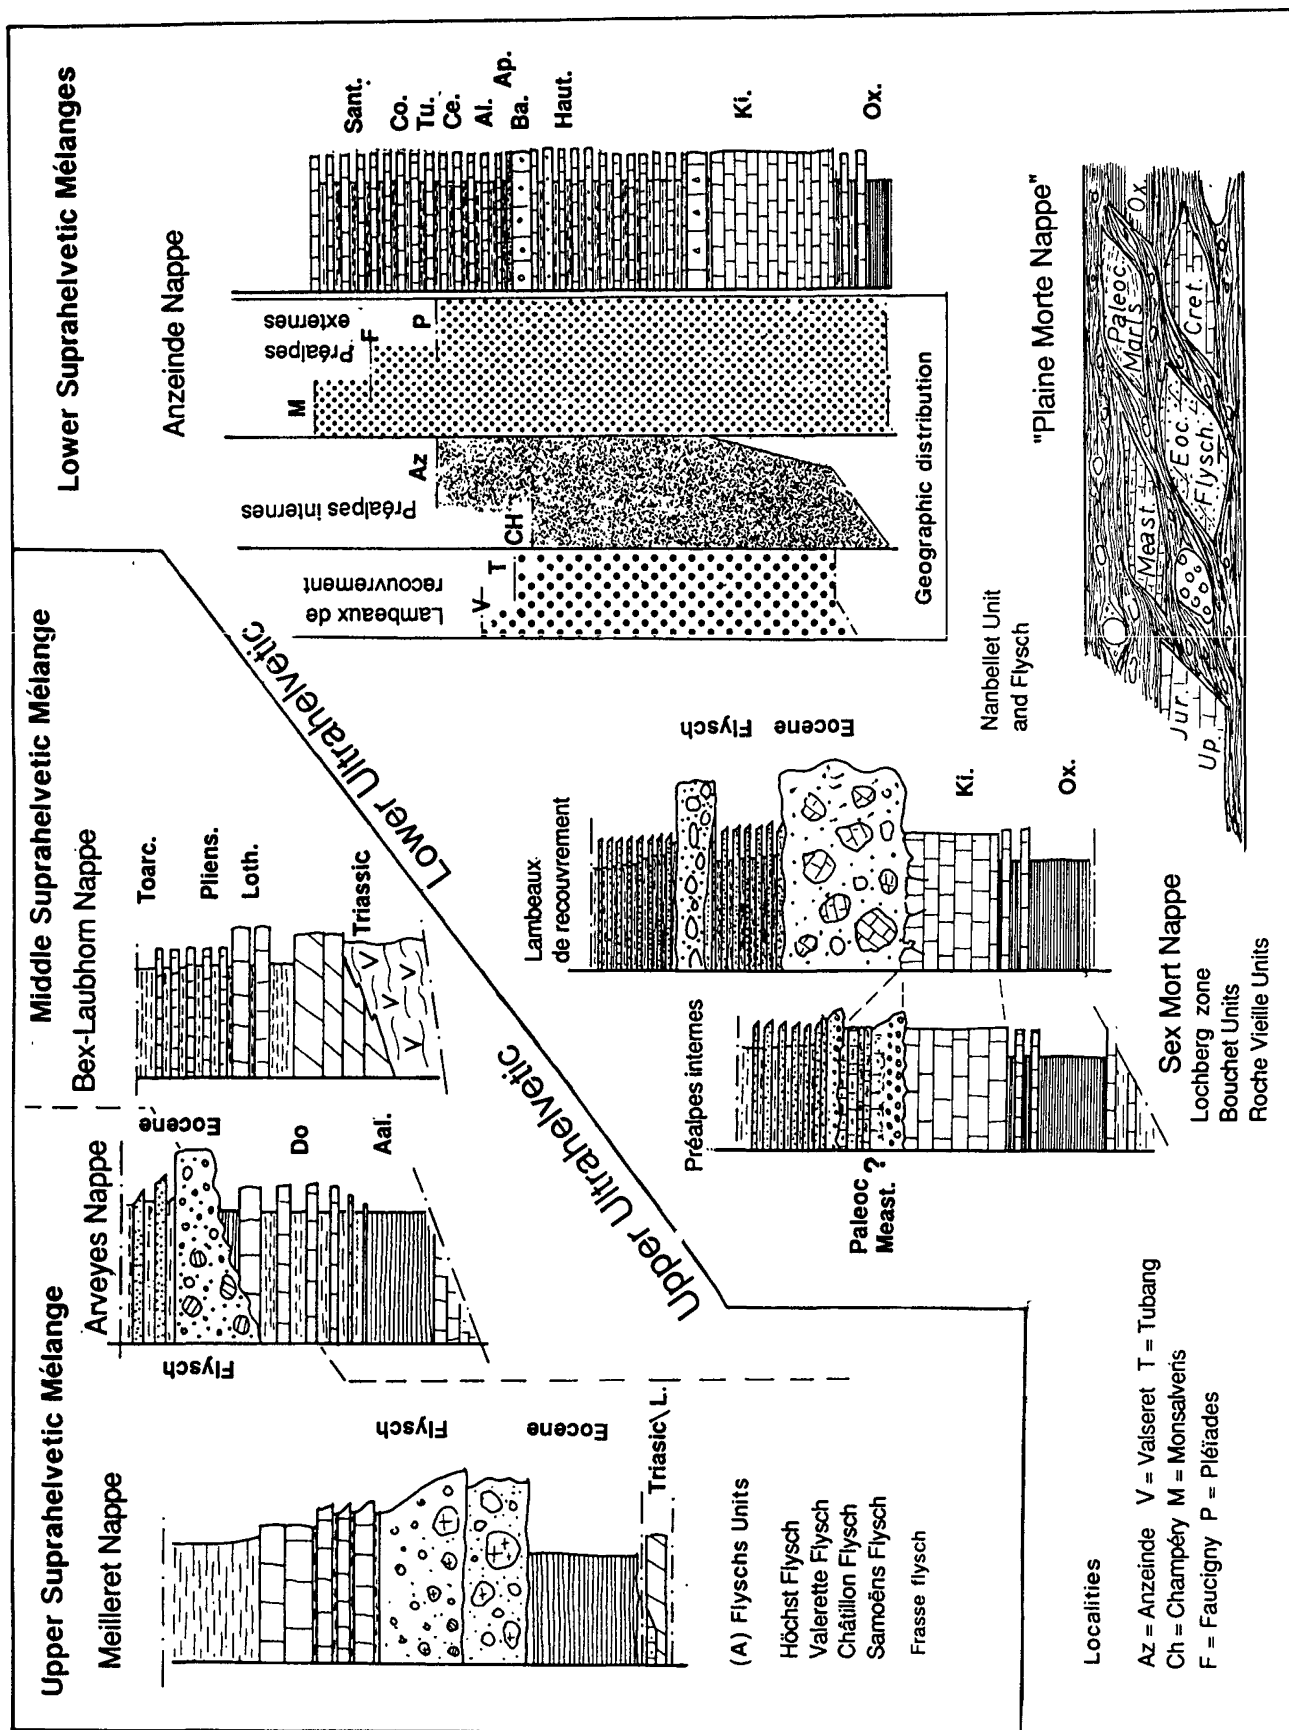 Upper Suprahelvetic Mélange
Meilleret Nappe
Flysch
Eocene
Triasic \ L.
(A) Flyschs Units
Höchst Flysch
Valerette Flysch
Châtillon Flysch
Samoëns Flysch
Frasse flysch
Arveyes Nappe
Flysch
Eocene
Do
Aal.
Middle Suprahelvetic Mélange
Bex-Laubhorn Nappe
Toarc.
Pliens.
Loth.
Triassic
V
V
V
V
Upper Ultrahelvetic
Lower Ultrahelvetic
Lower Suprahelvetic Mélanges
Anzeinde Nappe
Lambeaux de
recouvrement
V
T
Préalpas internes
CH
Az
Préalpes
externes
M
F
P
Geographic distribution
Sant.
Co.
Tu.
Ce.
Al.
Ap.
Ba.
Haut.
Ki.
Ox.
Préalpes internes
Paleoc
Meast.
?
Lambeaux
de recouvrement
Flysch
Eocene
Ki.
Ox.
Nanbellet Unit
and Flysch
Sex Mort Nappe
Lochberg zone
Bouchet Units
Roche Vieille Units
"Plaine Morte Nappe"
Jur.
Up.
Meast.
Eoc.
Flysch.
Paleoc.
Marls
Ox.
Cret.
Localities
Az = Anzeinde V = Valseret T = Tubang
Ch = Champéry M = Monsalveris
F = Faucigny P = Pléïades